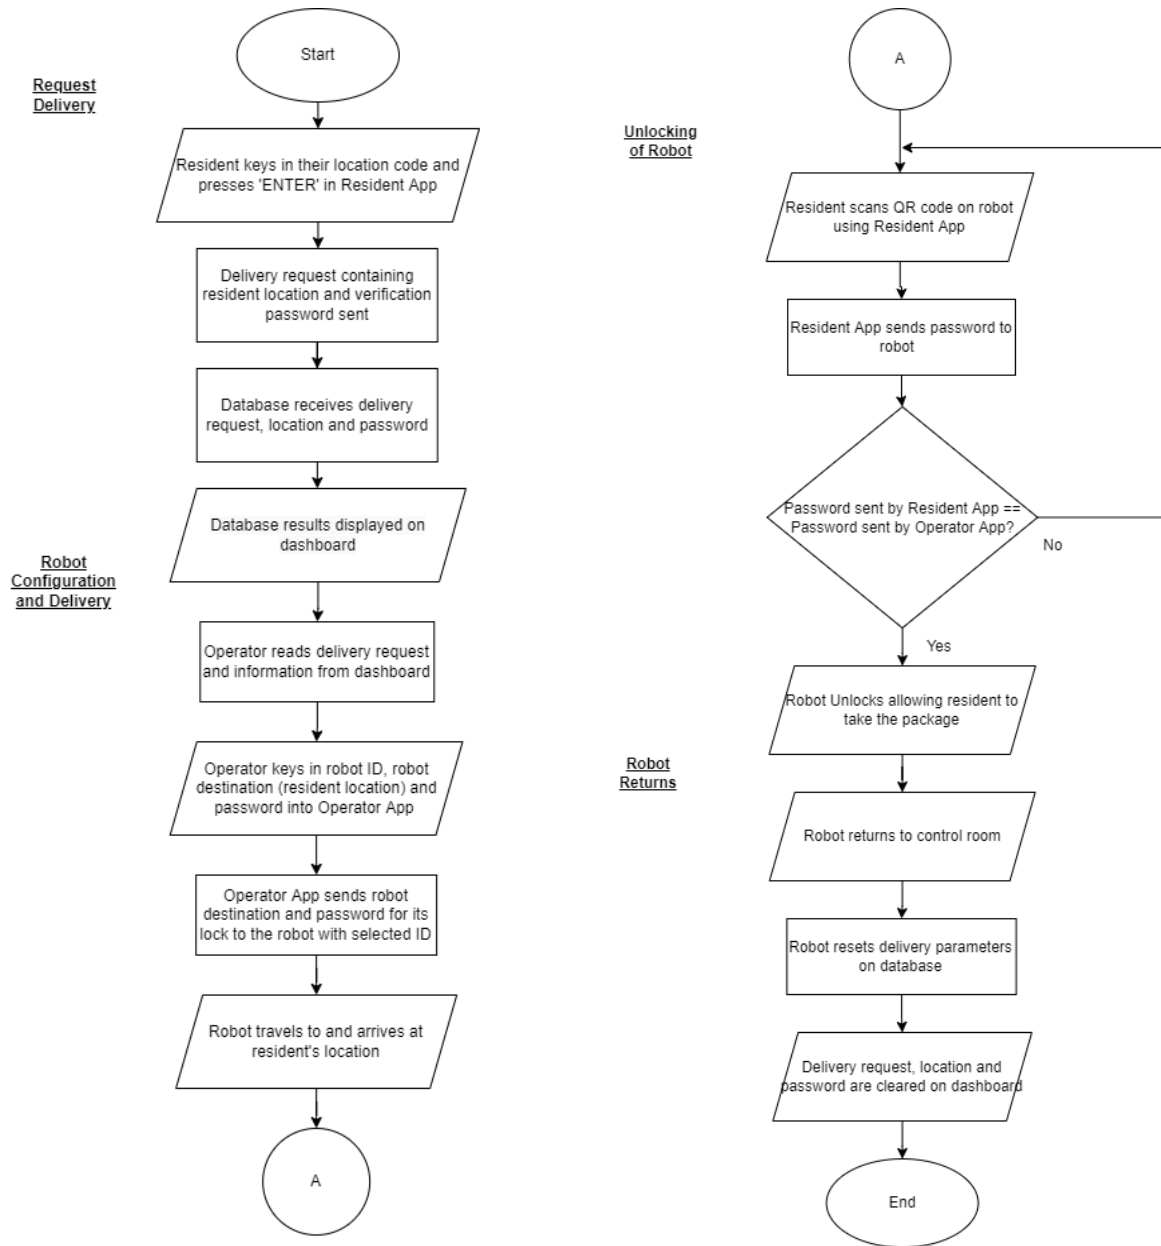 Start
Request
Delivery
Resident keys in their location code and
presses 'ENTER' in Resident App
Delivery request containing
resident location and verification
password sent
Database receives delivery
request, location and password
Database results displayed on
dashboard
Robot
Configuration
and Delivery
Operator reads delivery request
and information from dashboard
Operator keys in robot ID, robot
destination (resident location) and
password into Operator App
Operator App sends robot
destination and password for its
lock to the robot with selected ID
Robot travels to and arrives at
resident's location
A
A
Unlocking
of Robot
Resident scans QR code on robot
using Resident App
Resident App sends password to
robot
Password sent by Resident App ==
Password sent by Operator App?
No
Yes
Robot Unlocks allowing resident to
take the package
Robot
Returns
Robot returns to control room
Robot resets delivery parameters
on database
Delivery request, location and
password are cleared on dashboard
End